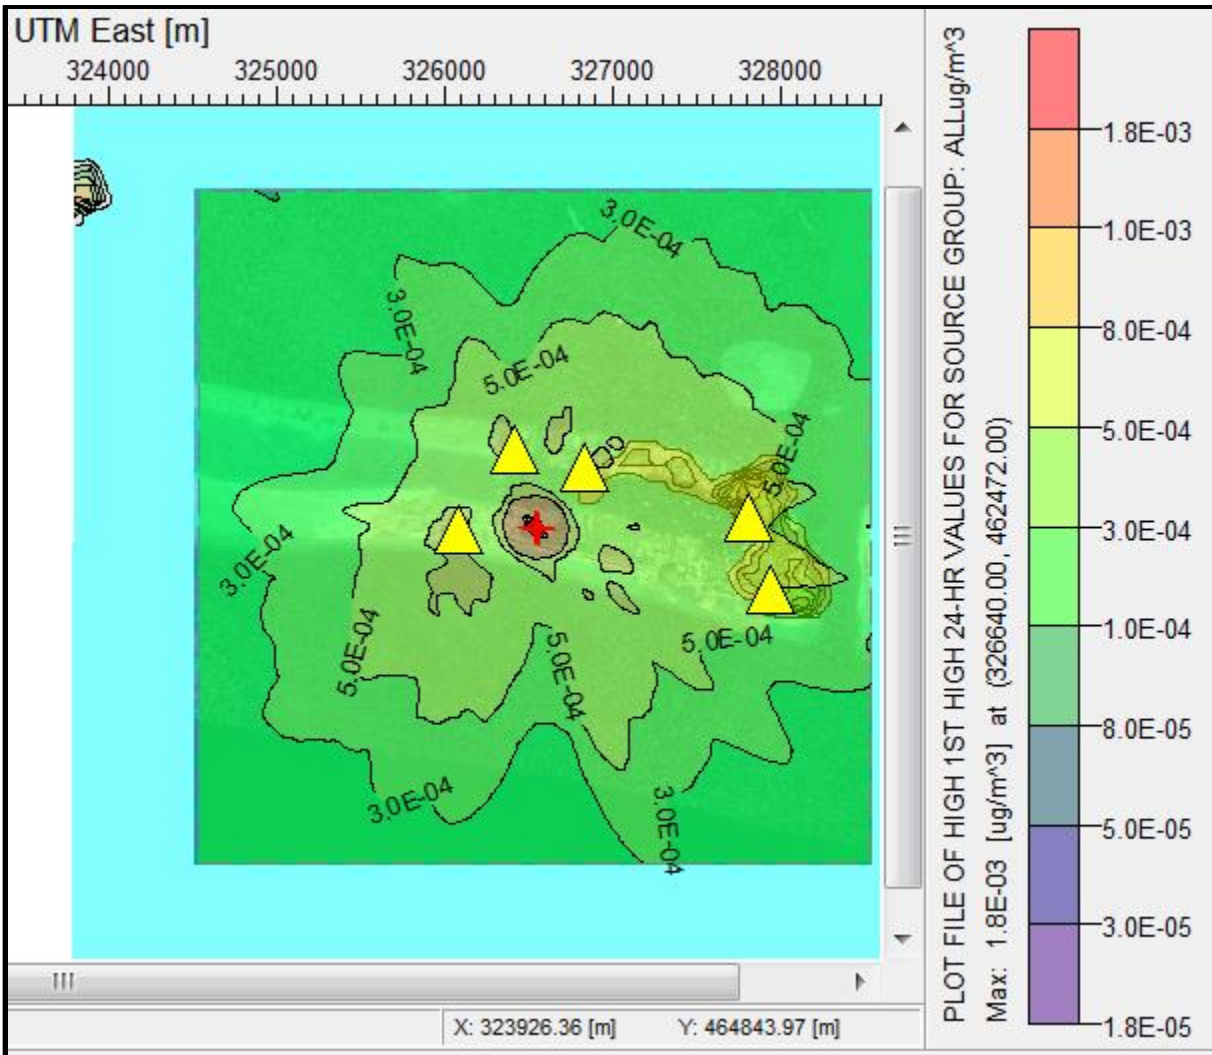 UTM East [m]
324000 325000 326000 327000 328000
3.0E-04
3.0E-04
5.0E-04
5.0E-04
3.0E-04
5.0E-04
5.0E-04
5.0E-04
3.0E-04
3.0E-04
X: 323926.36 [m] Y: 464843.97 [m]
PLOT FILE OF HIGH 1ST HIGH 24-HR VALUES FOR SOURCE GROUP: ALLug/m^3
Max: 1.8E-03 [ug/m^3] at (326640.00, 462472.00)
1.8E-03
1.0E-03
8.0E-04
5.0E-04
3.0E-04
1.0E-04
8.0E-05
5.0E-05
3.0E-05
1.8E-05